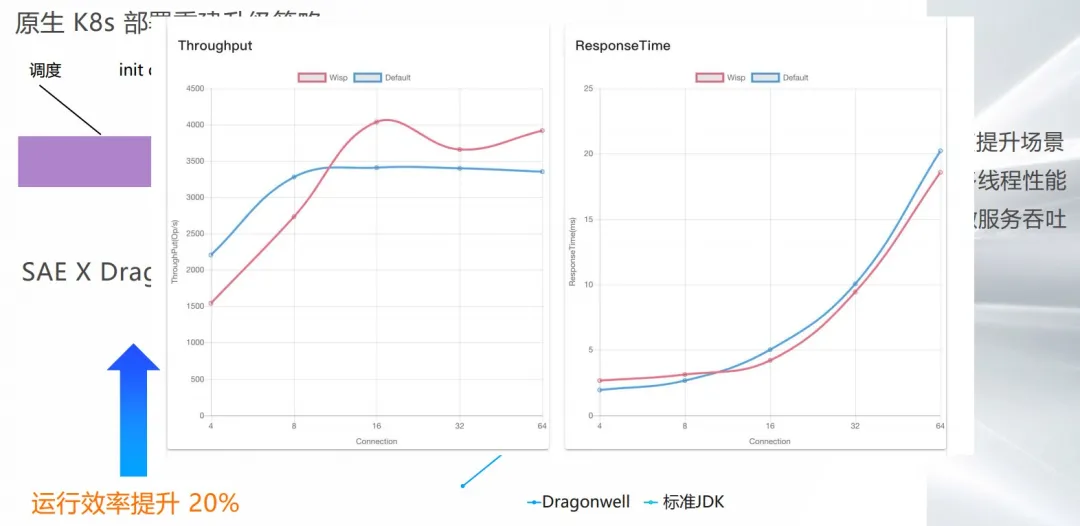 原生 K8s 部署重建升级策略
调度
init c
SAE X Drag
运行效率提升 20%
Throughput
Wisp
Default
ThroughPut(Op/s)
4500
4000
3500
3000
2500
2000
1500
1000
500
0
4 8 16 32 64
Connection
ResponseTime
Wisp
Default
ResponseTime(ms)
25
20
15
10
5
0
4 8 16 32 64
Connection
提升场景
线程性能
服务吞吐
Dragonwell
标准JDK